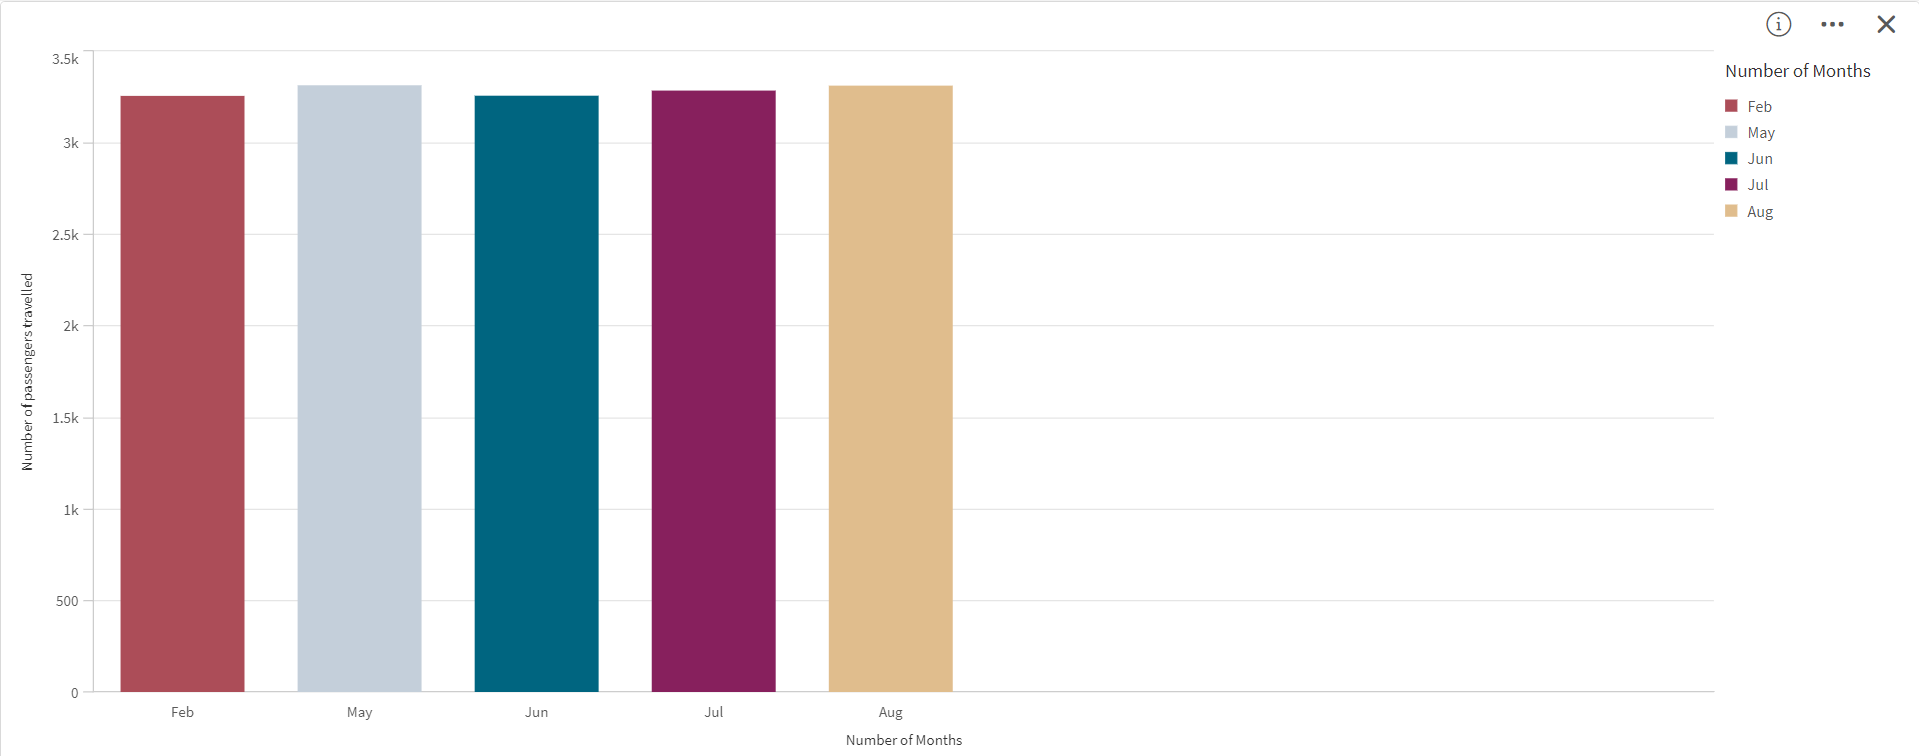 3.5k
3k
2.5k
2k
1.5k
1k
500
0
Number of passengers travelled
Feb
May
Jun
Jul
Aug
Number of Months
Number of Months
Feb
May
Jun
Jul
Aug